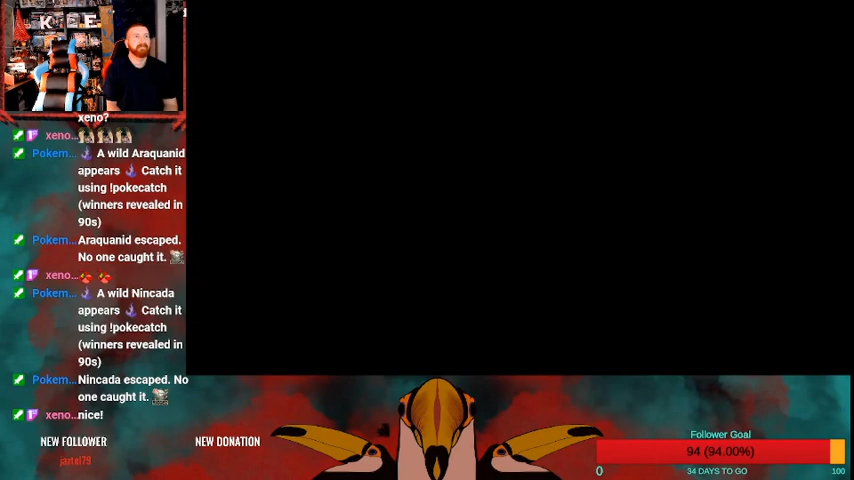 K E
xeno?
xeno...
Pokem... A wild Araquanid
appears Catch it
using !pokecatch
(winners revealed in
90s)
Pokem... Araquanid escaped.
No one caught it.
xeno...
Pokem... A wild Nincada
appears Catch it
using !pokecatch
(winners revealed in
90s)
Pokem... Nincada escaped. No
one caught it.
xeno... nice!
NEW FOLLOWER
jaztel79
NEW DONATION
Follower Goal
94 (94.00%)
0 34 DAYS TO GO 100